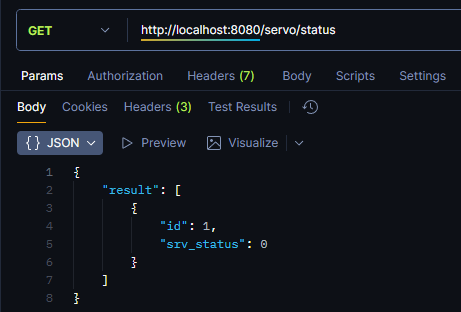 GET http://localhost:8080/servo/status
Params Authorization Headers (7) Body Scripts Settings
Body Cookies Headers (3) Test Results
{} JSON Preview Visualize
1 {
2 "result": [
3 {
4 "id": 1,
5 "srv_status": 0
6 }
7 ]
8 }